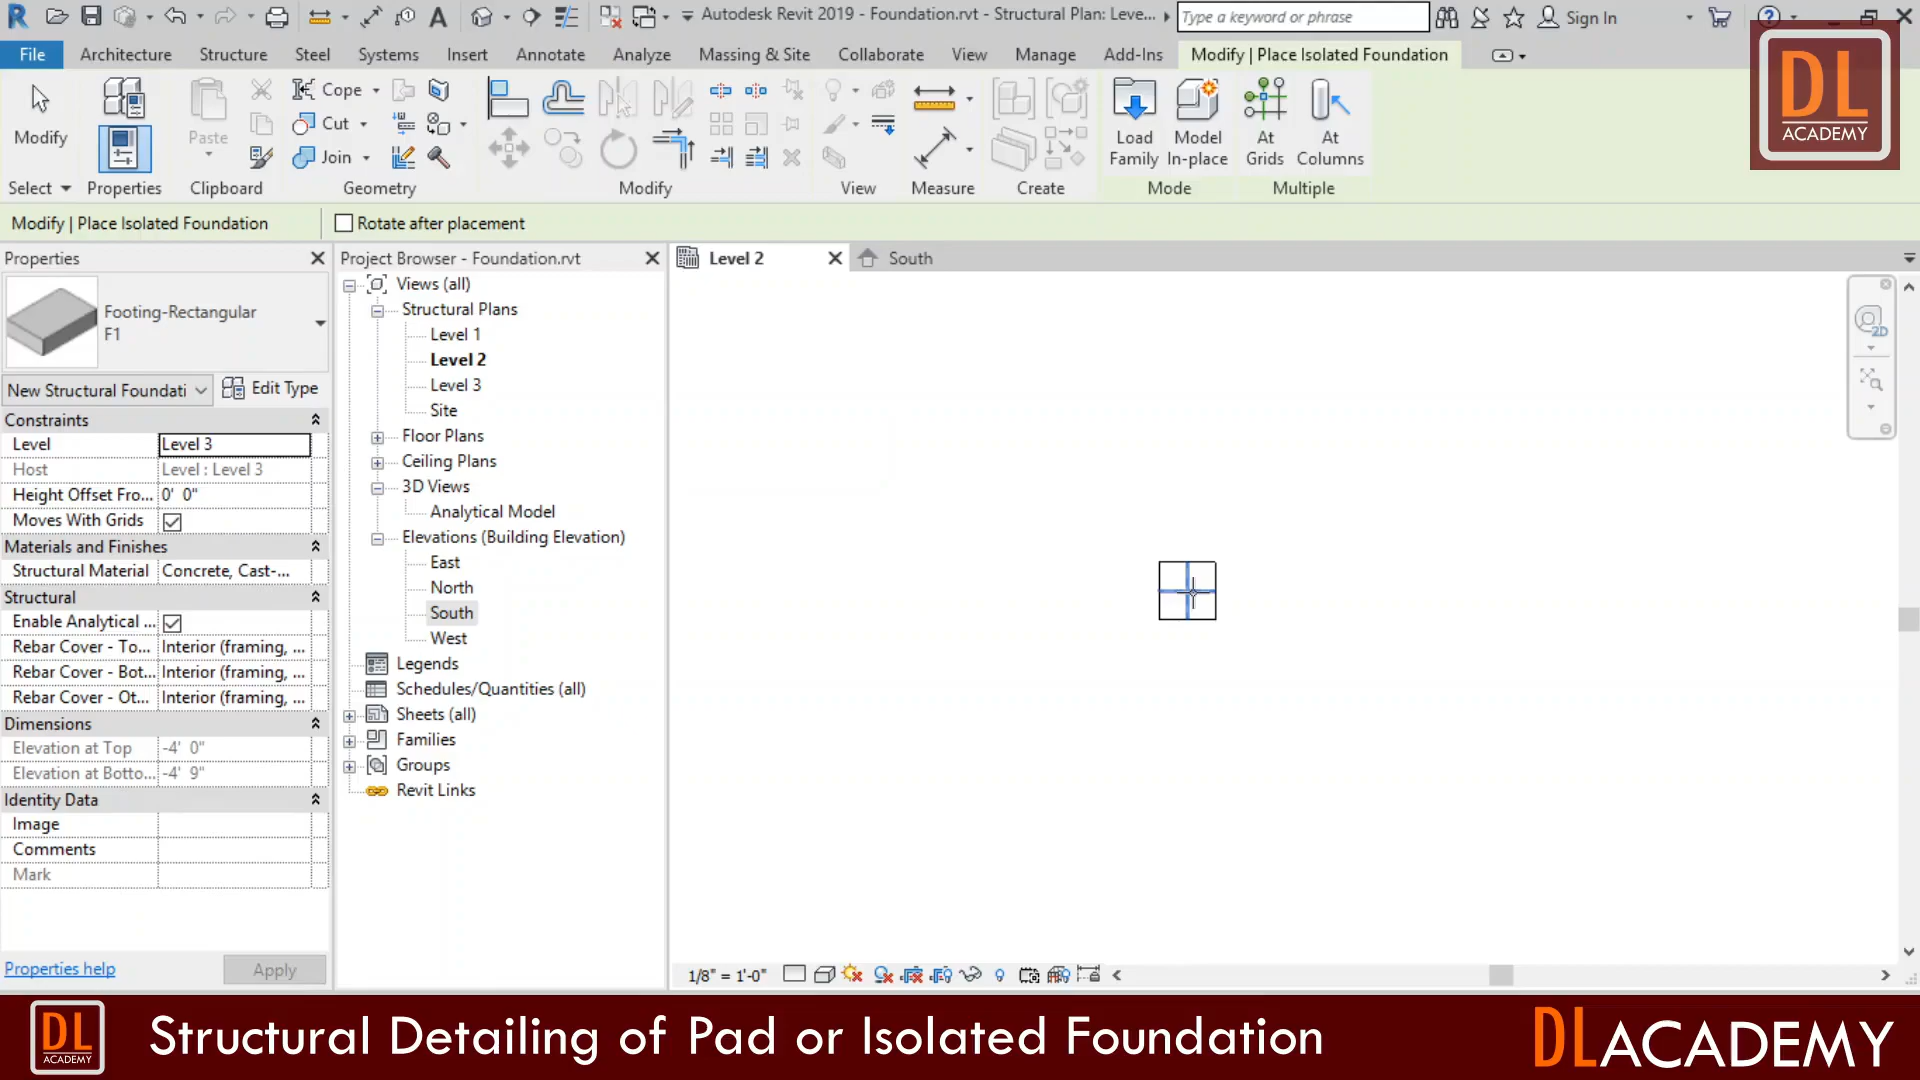 Autodesk Revit 2019 - Foundation.rvt - Structural Plan: Leve...
Type a keyword or phrase
Sign In
File Architecture Structure Steel Systems Insert Annotate Analyze Massing & Site Collaborate View Manage Add-Ins Modify | Place Isolated Foundation
DL
ACADEMY
Modify
Paste
Cope
Cut
Join
Load Family
Model In-place
At Grids
At Columns
Select Properties Clipboard Geometry Modify View Measure Create Mode Multiple
Modify | Place Isolated Foundation Rotate after placement
Properties
Footing-Rectangular
F1
New Structural Foundati Edit Type
Constraints
Level Level 3
Host Level : Level 3
Height Offset Fro... 0' 0"
Moves With Grids
Materials and Finishes
Structural Material Concrete, Cast-...
Structural
Enable Analytical ...
Rebar Cover - To... Interior (framing, ...
Rebar Cover - Bot... Interior (framing, ...
Rebar Cover - Ot... Interior (framing, ...
Dimensions
Elevation at Top -4' 0"
Elevation at Botto... -4' 9"
Identity Data
Image
Comments
Mark
Properties help Apply
Project Browser - Foundation.rvt
Views (all)
Structural Plans
Level 1
Level 2
Level 3
Site
Floor Plans
Ceiling Plans
3D Views
Analytical Model
Elevations (Building Elevation)
East
North
South
West
Legends
Schedules/Quantities (all)
Sheets (all)
Families
Groups
Revit Links
Level 2 South
2D
1/8" = 1'-0"
DL
ACADEMY
Structural Detailing of Pad or Isolated Foundation
DLACADEMY